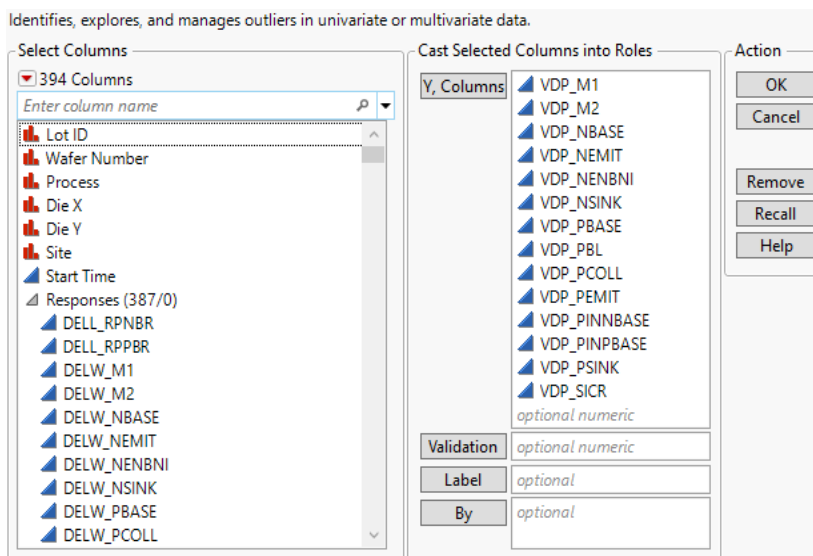 Identifies, explores, and manages outliers in univariate or multivariate data.
Select Columns
394 Columns
Enter column name
Lot ID
Wafer Number
Process
Die X
Die Y
Site
Start Time
Responses (387/0)
DELL_RPNBR
DELL_RPPBR
DELW_M1
DELW_M2
DELW_NBASE
DELW_NEMIT
DELW_NENBNI
DELW_NSINK
DELW_PBASE
DELW_PCOLL
Cast Selected Columns into Roles
Y, Columns
VDP_M1
VDP_M2
VDP_NBASE
VDP_NEMIT
VDP_NENBNI
VDP_NSINK
VDP_PBASE
VDP_PBL
VDP_PCOLL
VDP_PEMIT
VDP_PINNBASE
VDP_PINPBASE
VDP_PSINK
VDP_SICR
optional numeric
Validation optional numeric
Label optional
By optional
Action
OK
Cancel
Remove
Recall
Help